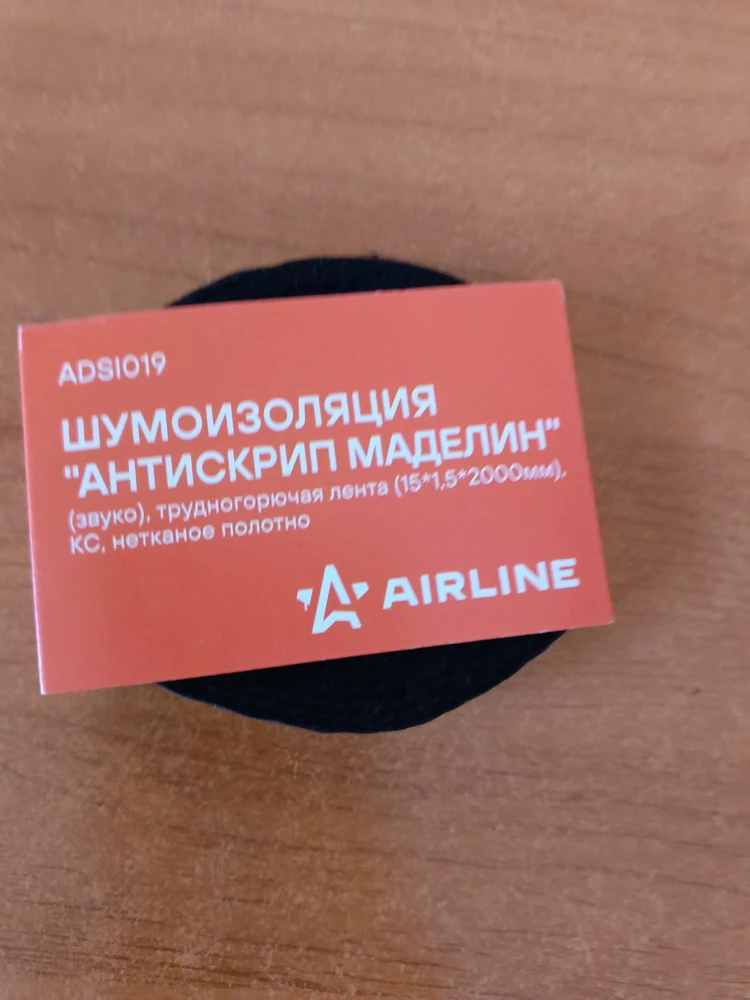 ADSI019
ШУМОИЗОЛЯЦИЯ
"АНТИСКРИП МАДЕЛИН"
(звуко), трудногорючая лента (15*1,5*2000мм),
КС, нетканое полотно
AIRLINE